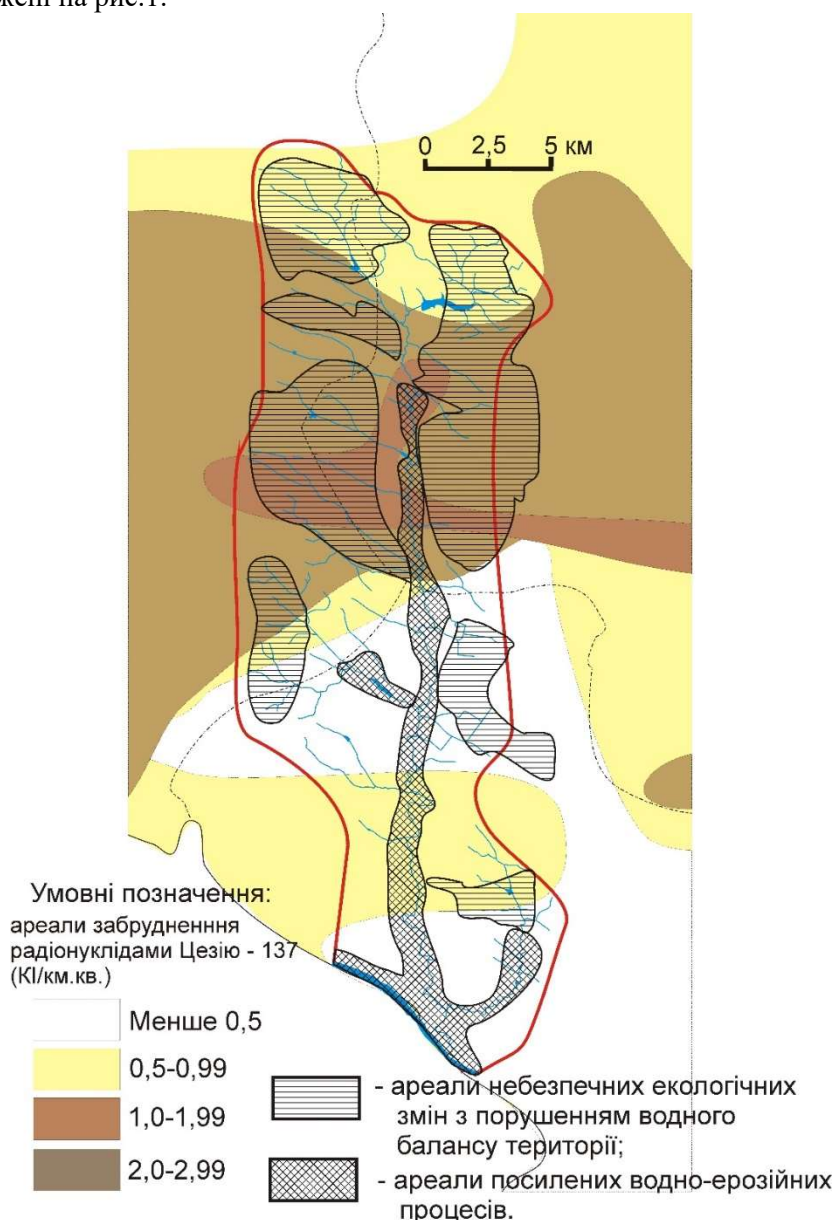 жені на рис.1.
0 2,5 5 км
Умовні позначення:
ареали забрудненння
радіонуклідами Цезію - 137
(КІ/км.кв.)
Менше 0,5
0,5-0,99
1,0-1,99
2,0-2,99
- ареали небезпечних екологічних
змін з порушенням водного
балансу території;
- ареали посилених водно-ерозійних
процесів.